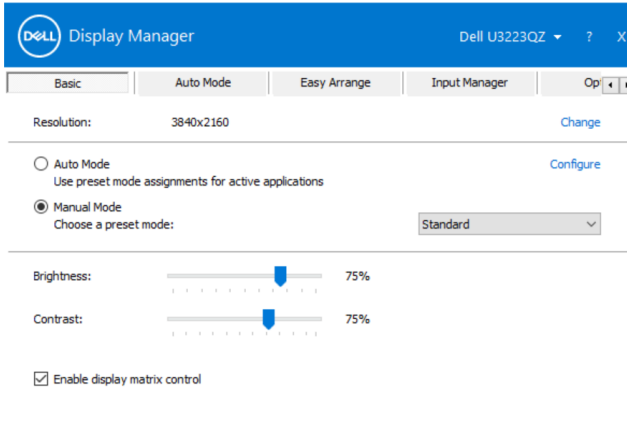 DELL Display Manager Dell U3223QZ ? X
Basic Auto Mode Easy Arrange Input Manager Op
Resolution: 3840x2160 Change
Auto Mode Configure
Use preset mode assignments for active applications
Manual Mode
Choose a preset mode: Standard
Brightness: 75%
Contrast: 75%
Enable display matrix control